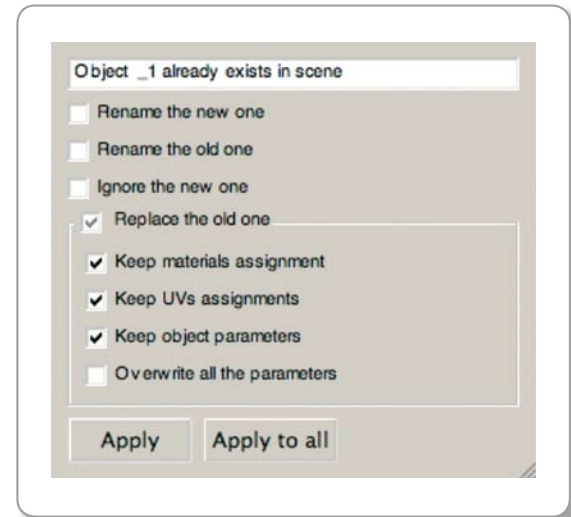 Object _1 already exists in scene
Rename the new one
Rename the old one
Ignore the new one
Replace the old one
Keep materials assignment
Keep UVs assignments
Keep object parameters
Overwrite all the parameters
Apply
Apply to all